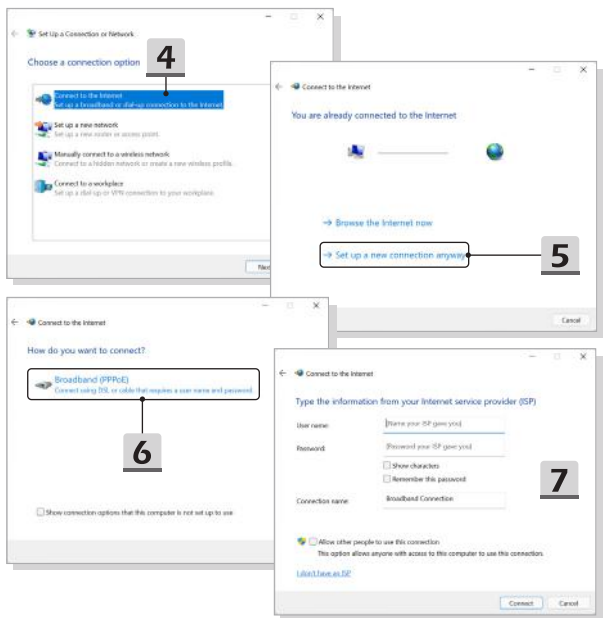 Set Up a Connection or Network
Choose a connection option
4
Connect to the Internet
Set up a broadband or dial-up connection to the Internet.
Set up a new network
Set up a new router or access point.
Manually connect to a wireless network
Connect to a hidden network or create a new wireless profile.
Connect to a workplace
Set up a dial-up or VPN connection to your workplace.
Connect to the Internet
You are already connected to the Internet
→ Browse the Internet now
→ Set up a new connection anyway
5
Cancel
Connect to the Internet
How do you want to connect?
Broadband (PPPoE)
Connect using DSL or cable that requires a user name and password.
6
Show connection options that this computer is not set up to use
Connect to the Internet
Type the information from your Internet service provider (ISP)
User name: [Name your ISP gave you]
Password: [Password your ISP gave you]
Show characters
Remember this password
7
Connection name: Broadband Connection
Allow other people to use this connection
This option allows anyone with access to this computer to use this connection.
I don't have an ISP
Connect Cancel